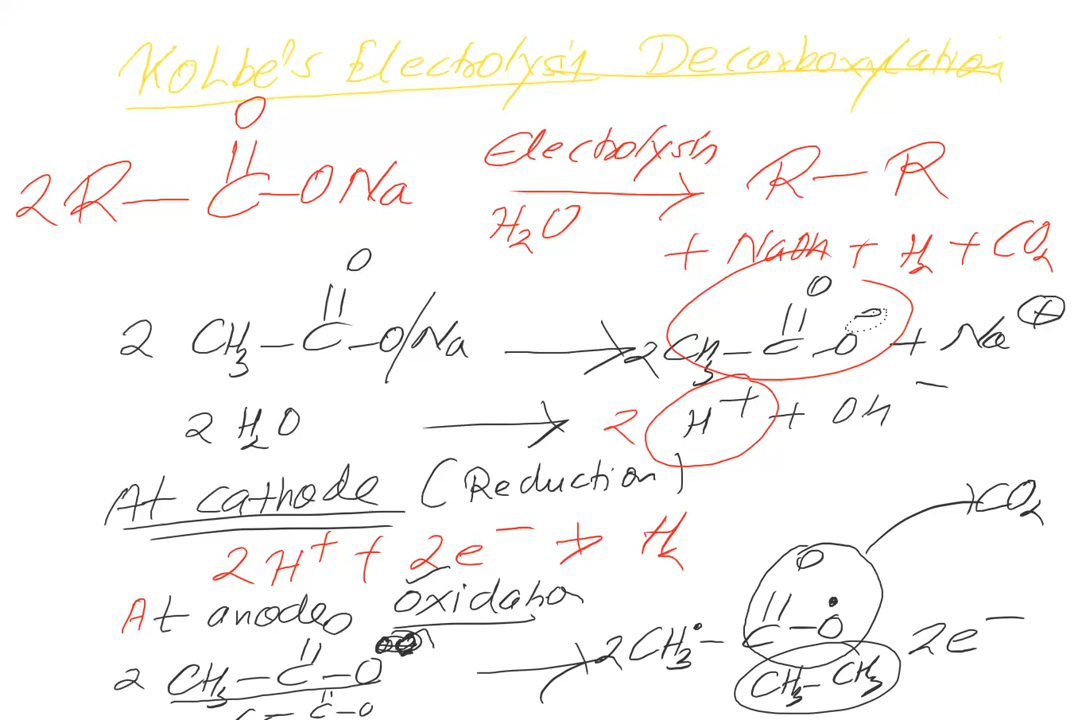 Kolbe's Electrolysis Decarboxylation
O
2R—C—ONa Electrolysis R—R
H2O
+ NaOH + H2 + CO2
O O
2 CH3—C—O/Na → 2CH3—C—O⁻ + Na⊕
2 H2O → 2 H⁺ + OH⁻
At cathode (Reduction)
CO2
2H⁺ + 2e⁻ → H2
O
At anode oxidation
2 CH3—C—O → 2CH3•—C—O• 2e⁻
CH3—CH3
C—O